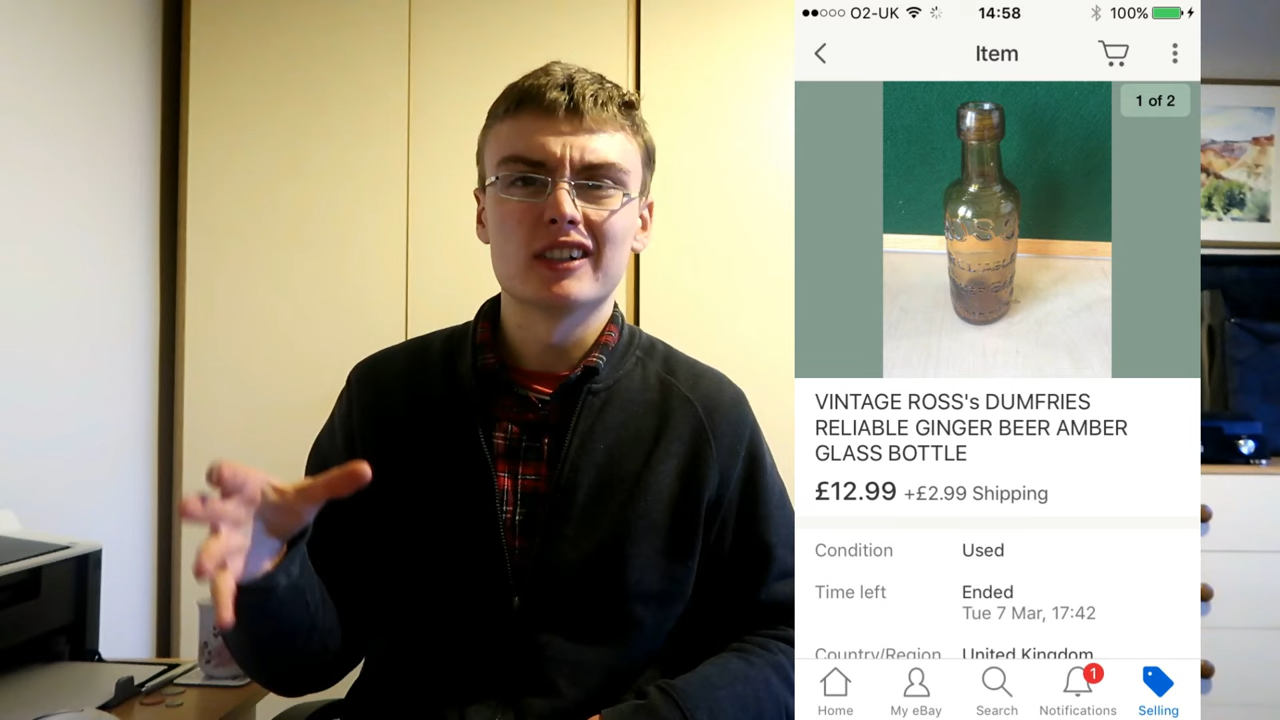 O2-UK
14:58
100%
Item
1 of 2
VINTAGE ROSS's DUMFRIES
RELIABLE GINGER BEER AMBER
GLASS BOTTLE
£12.99 +£2.99 Shipping
Condition Used
Time left Ended
Tue 7 Mar, 17:42
Country/Region United Kingdom
1
Home My eBay Search Notifications Selling